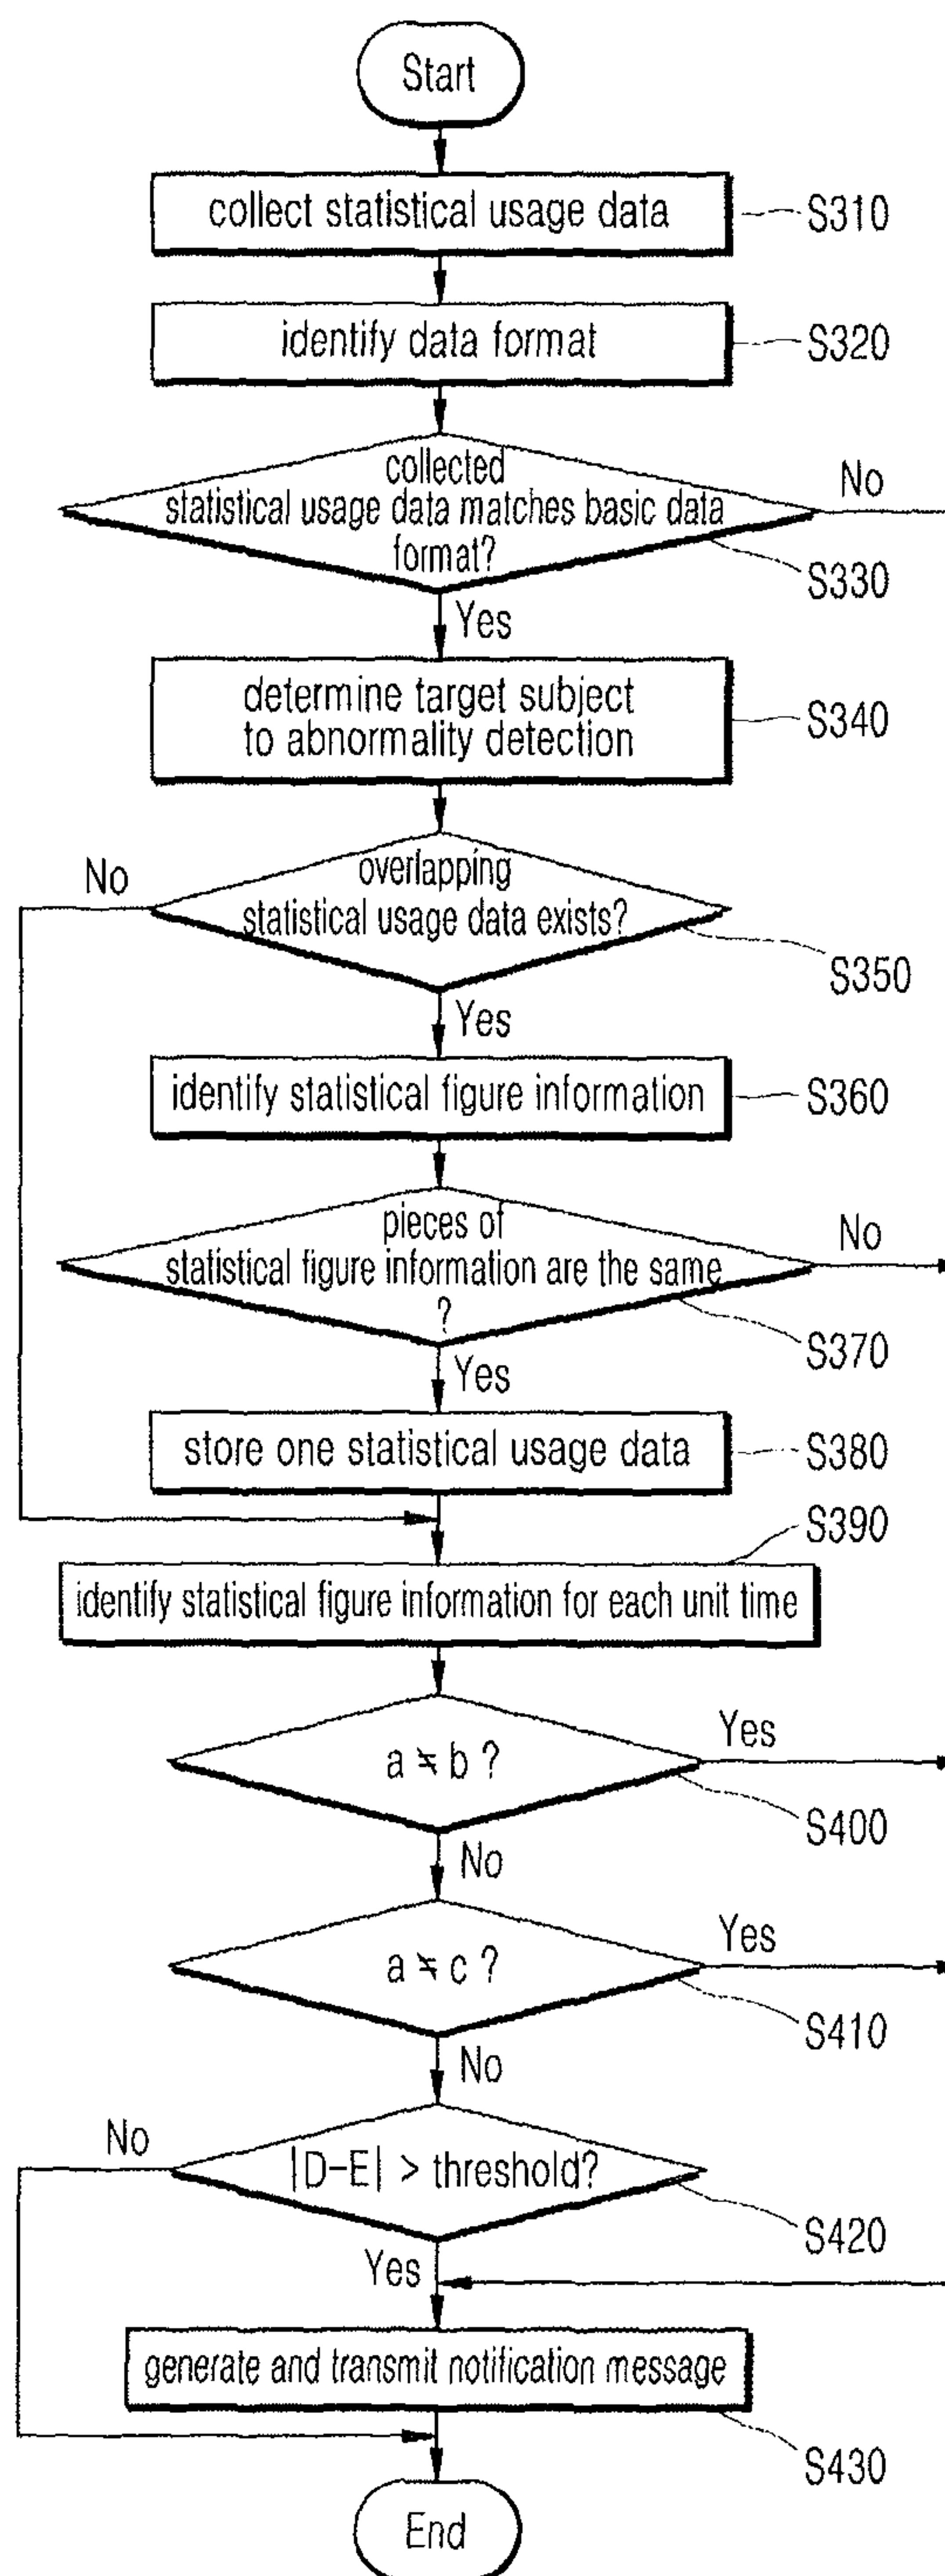 Start
collect statistical usage data
S310
identify data format
S320
collected
statistical usage data matches basic data
format?
No
S330
Yes
determine target subject
to abnormality detection
S340
No
overlapping
statistical usage data exists?
S350
Yes
identify statistical figure information
S360
pieces of
statistical figure information are the same
?
No
S370
Yes
store one statistical usage data
S380
S390
identify statistical figure information for each unit time
a ≒ b ?
Yes
S400
No
a ≒ c ?
Yes
S410
No
No
|D-E| > threshold?
S420
Yes
generate and transmit notification message
S430
End